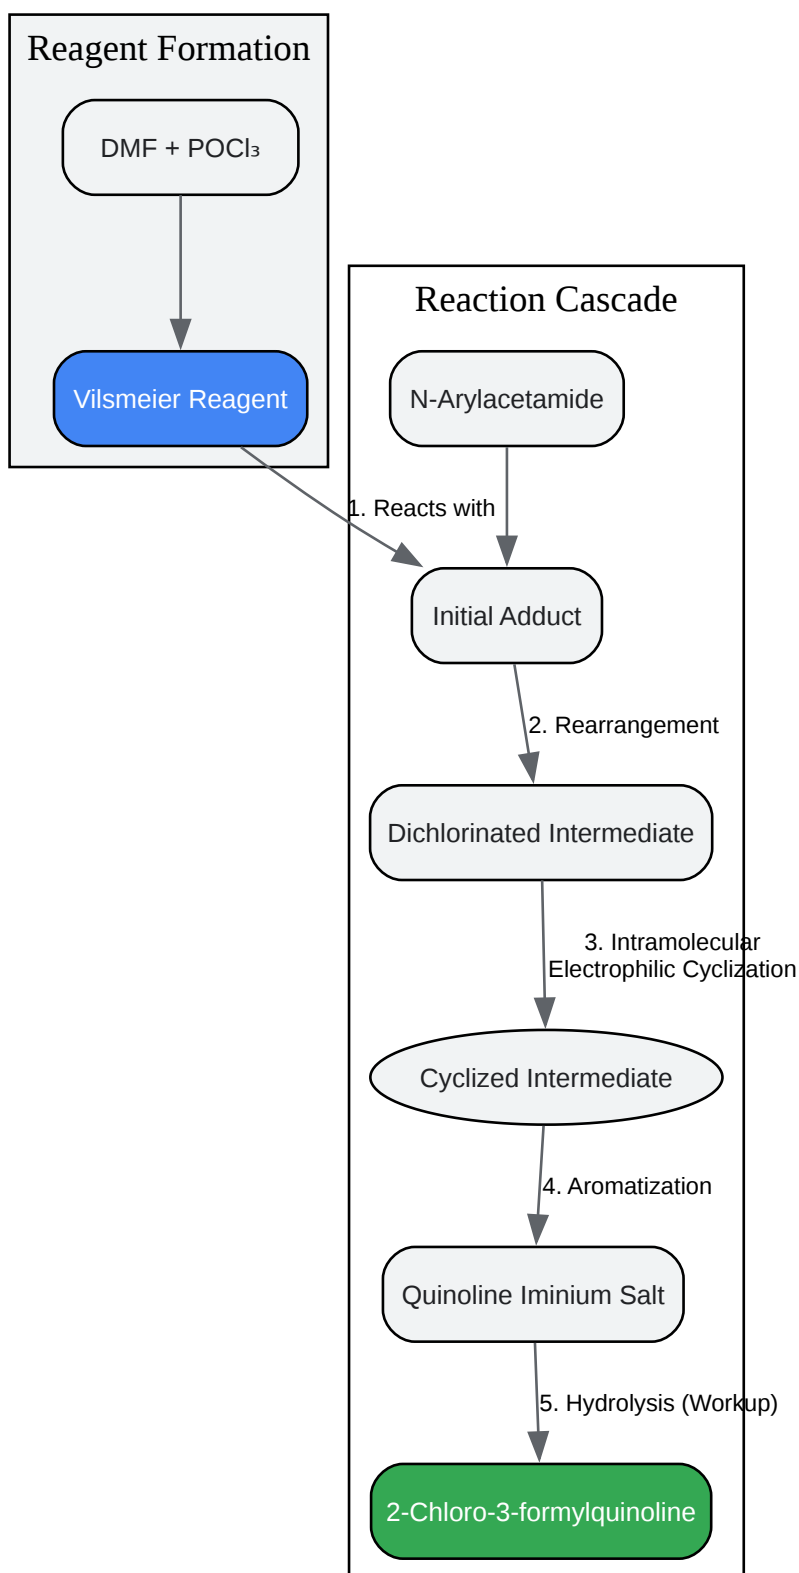 Reagent Formation
DMF + POCl₃
Vilsmeier Reagent
Reaction Cascade
N-Arylacetamide
1. Reacts with
Initial Adduct
2. Rearrangement
Dichlorinated Intermediate
3. Intramolecular
Electrophilic Cyclization
Cyclized Intermediate
4. Aromatization
Quinoline Iminium Salt
5. Hydrolysis (Workup)
2-Chloro-3-formylquinoline